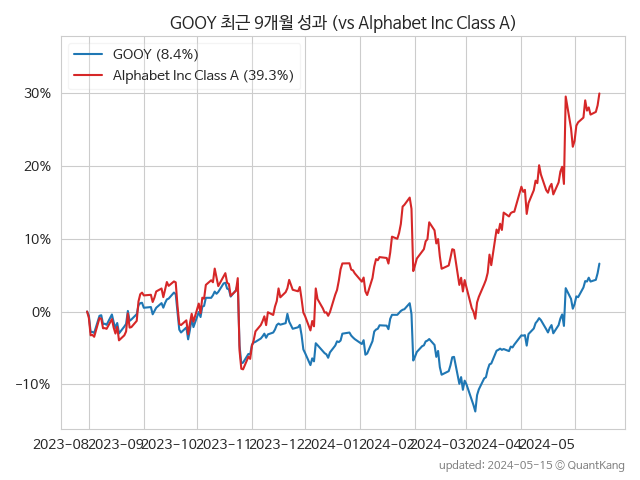 GOOY 최근 9개월 성과 (vs Alphabet Inc Class A)
GOOY (8.4%)
Alphabet Inc Class A (39.3%)
30%
20%
10%
0%
−10%
2023-08 2023-09 2023-10 2023-11 2023-12 2024-01 2024-02 2024-03 2024-04 2024-05
updated: 2024-05-15 © QuantKang